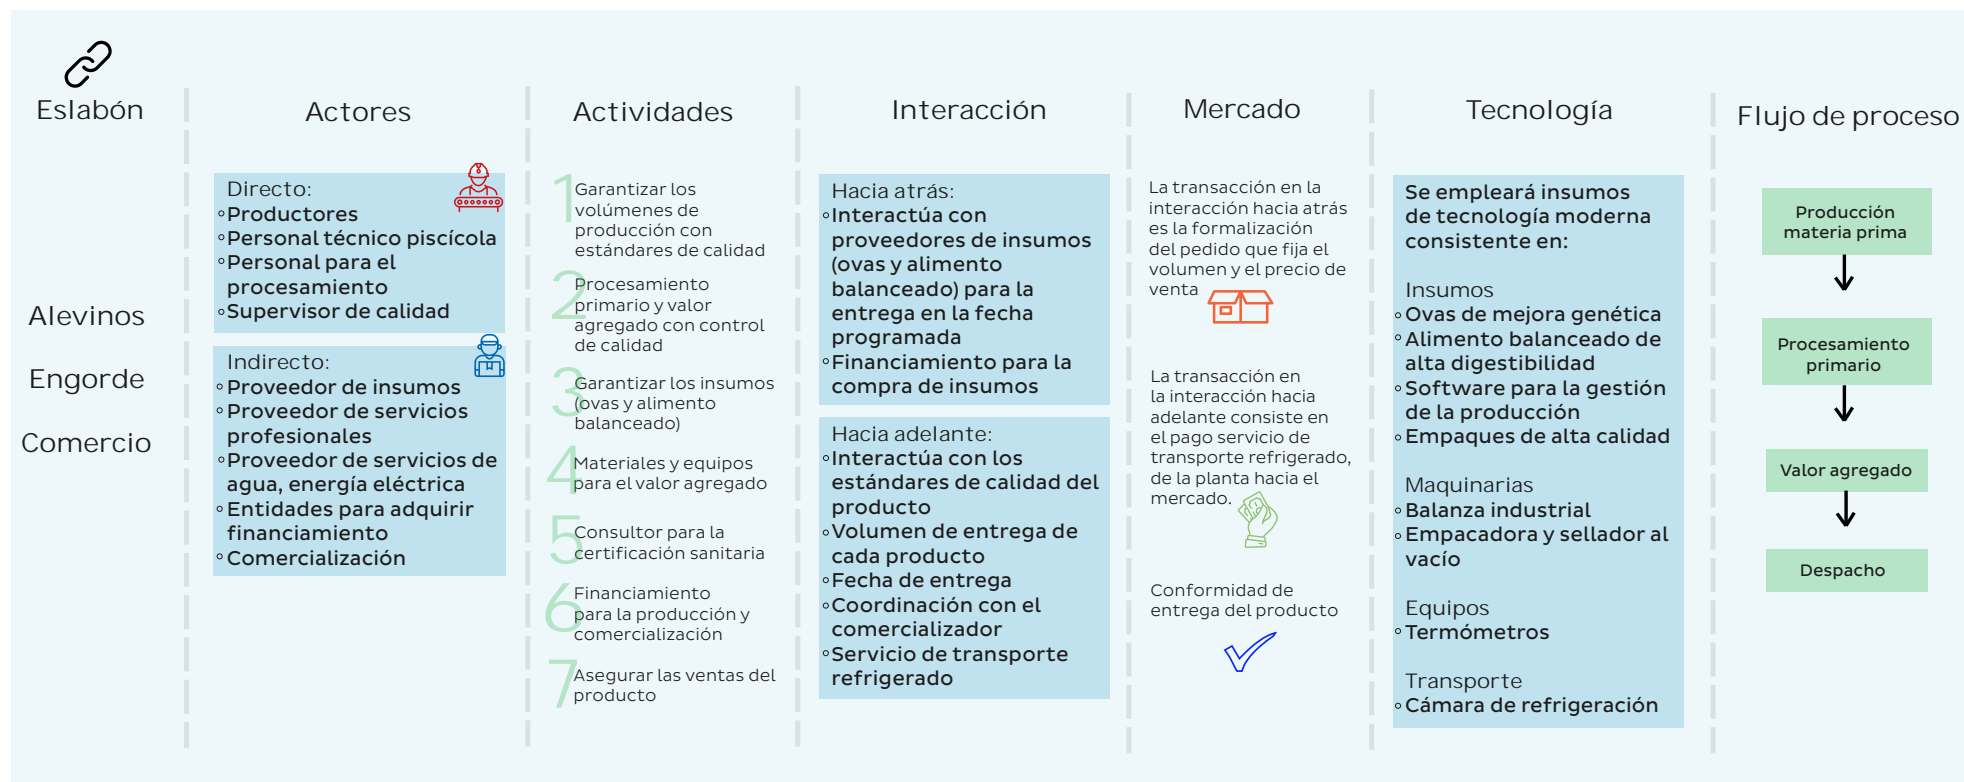 Eslabón
Alevinos
Engorde
Comercio
Actores
Directo:
Productores
Personal técnico piscícola
Personal para el
procesamiento
Supervisor de calidad
Indirecto:
Proveedor de insumos
Proveedor de servicios
profesionales
Proveedor de servicios de
agua, energía eléctrica
Entidades para adquirir
financiamiento
Comercialización
Actividades
1
Garantizar los
volúmenes de
producción con
estándares de calidad
2
Procesamiento
primario y valor
agregado con control
de calidad
3
Garantizar los insumos
(ovas y alimento
balanceado)
4
Materiales y equipos
para el valor agregado
5
Consultor para la
certificación sanitaria
6
Financiamiento
para la producción y
comercialización
7
Asegurar las ventas del
producto
Interacción
Hacia atrás:
Interactúa con
proveedores de insumos
(ovas y alimento
balanceado) para la
entrega en la fecha
programada
Financiamiento para la
compra de insumos
Hacia adelante:
Interactúa con los
estándares de calidad del
producto
Volumen de entrega de
cada producto
Fecha de entrega
Coordinación con el
comercializador
Servicio de transporte
refrigerado
Mercado
La transacción en la
interacción hacia atrás
es la formalización
del pedido que fija el
volumen y el precio de
venta
La transacción en
la interacción hacia
adelante consiste en
el pago servicio de
transporte refrigerado,
de la planta hacia el
mercado.
Conformidad de
entrega del producto
Tecnología
Se empleará insumos
de tecnología moderna
consistente en:
Insumos
Ovas de mejora genética
Alimento balanceado de
alta digestibilidad
Software para la gestión
de la producción
Empaques de alta calidad
Maquinarias
Balanza industrial
Empacadora y sellador al
vacío
Equipos
Termómetros
Transporte
Cámara de refrigeración
Flujo de proceso
Producción
materia prima
Procesamiento
primario
Valor agregado
Despacho